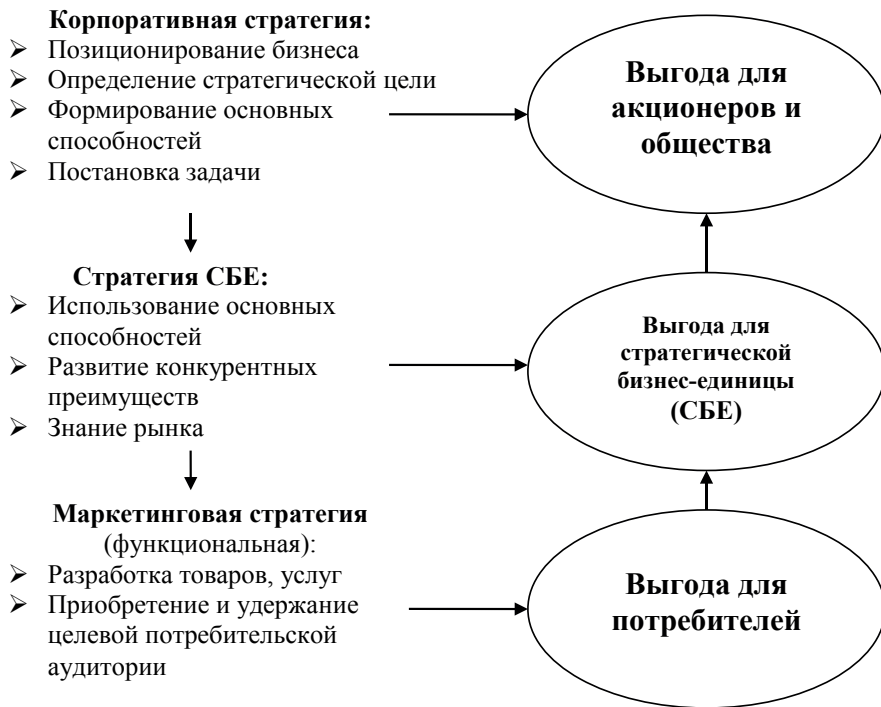 Корпоративная стратегия:
➢ Позиционирование бизнеса
➢ Определение стратегической цели
➢ Формирование основных
способностей
➢ Постановка задачи
Выгода для
акционеров и
общества
Стратегия СБЕ:
➢ Использование основных
способностей
➢ Развитие конкурентных
преимуществ
➢ Знание рынка
Выгода для
стратегической
бизнес-единицы
(СБЕ)
Маркетинговая стратегия
(функциональная):
➢ Разработка товаров, услуг
➢ Приобретение и удержание
целевой потребительской
аудитории
Выгода для
потребителей